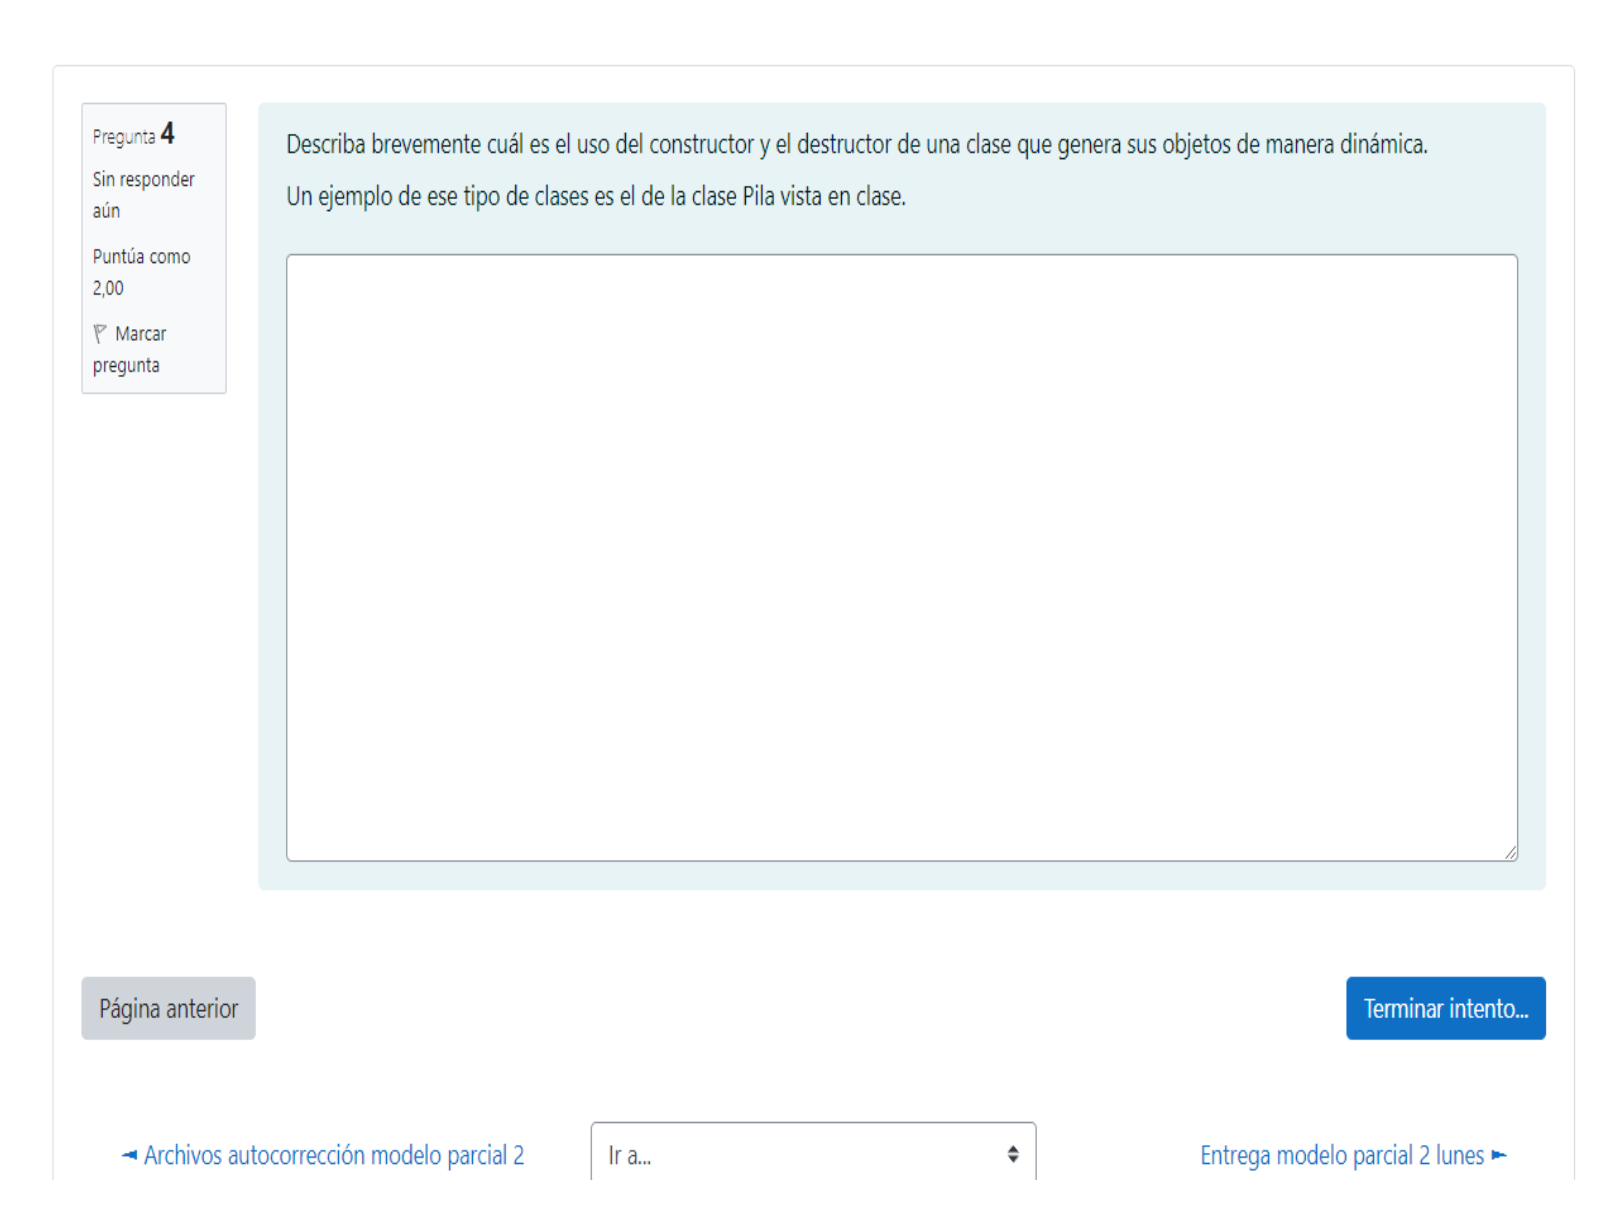 Pregunta 4
Sin responder
aún
Puntúa como
2,00
Marcar
pregunta
Describa brevemente cuál es el uso del constructor y el destructor de una clase que genera sus objetos de manera dinámica.
Un ejemplo de ese tipo de clases es el de la clase Pila vista en clase.
Página anterior
Terminar intento...
◄ Archivos autocorrección modelo parcial 2
Ir a...
Entrega modelo parcial 2 lunes ►